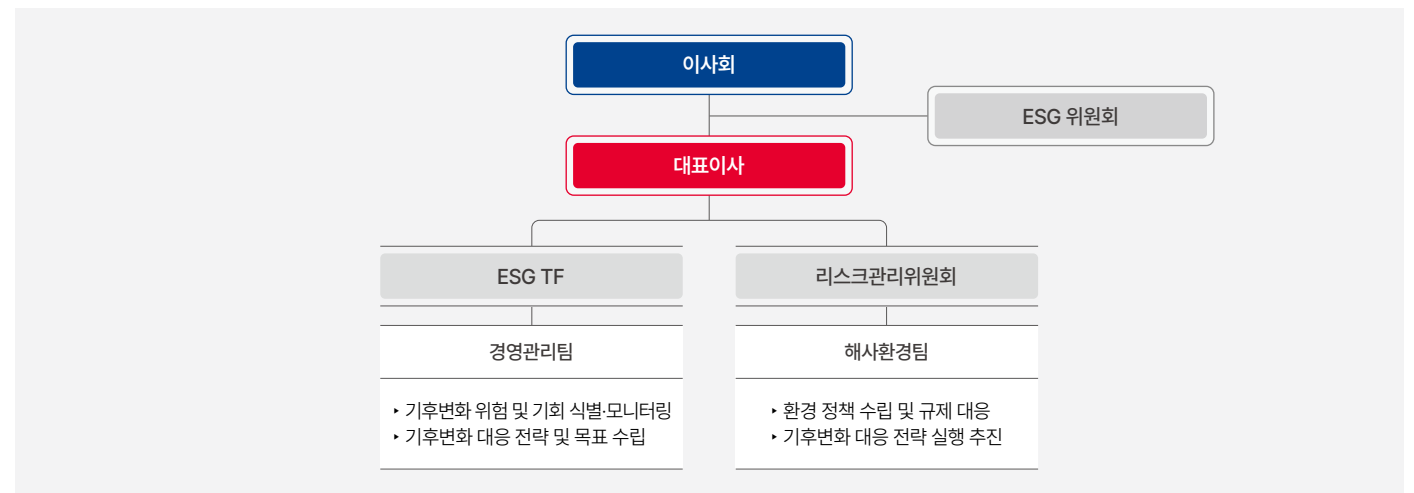 이사회
ESG 위원회
대표이사
ESG TF
리스크관리위원회
경영관리팀
해사환경팀
‣ 기후변화 위험 및 기회 식별·모니터링
‣ 기후변화 대응 전략 및 목표 수립
‣ 환경 정책 수립 및 규제 대응
‣ 기후변화 대응 전략 실행 추진